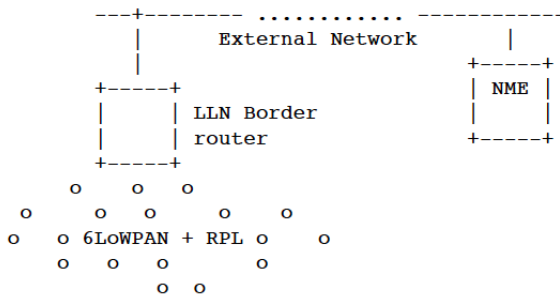 ---+-------- ............ -----------
External Network
+-----+
+-----+ | NME |
| | LLN Border | |
| | router +-----+
+-----+
o o o
o o o o o
o o 6LoWPAN + RPL o o
o o o o
o o